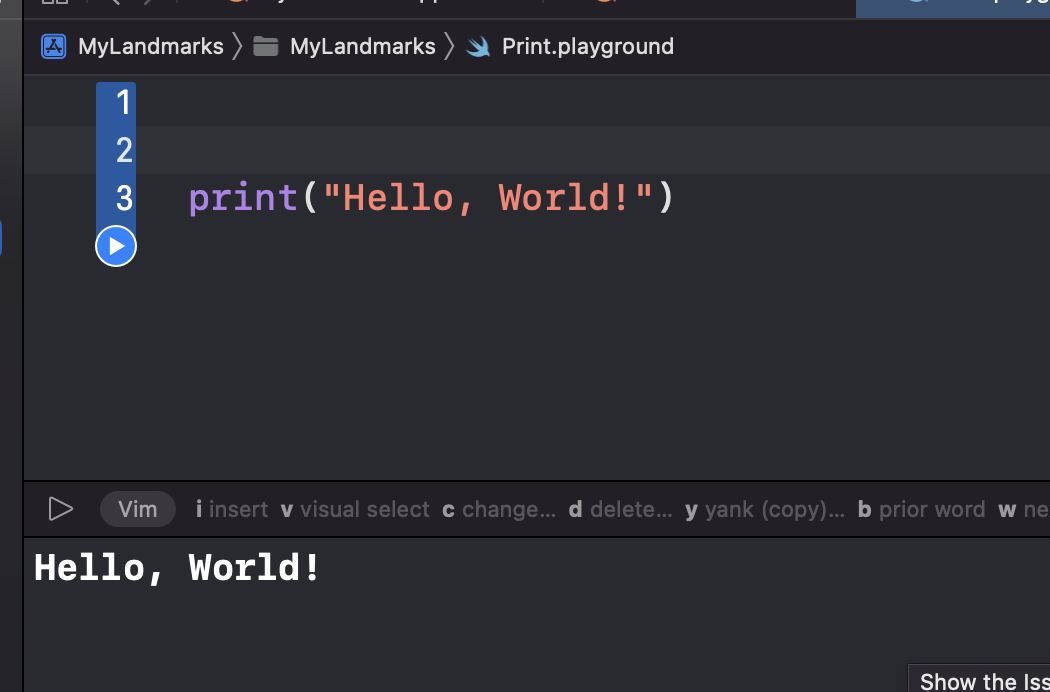 MyLandmarks MyLandmarks Print.playground
1
2
3 print("Hello, World!")
Vim i insert v visual select c change... d delete... y yank (copy)... b prior word w ne
Hello, World!
Show the Iss